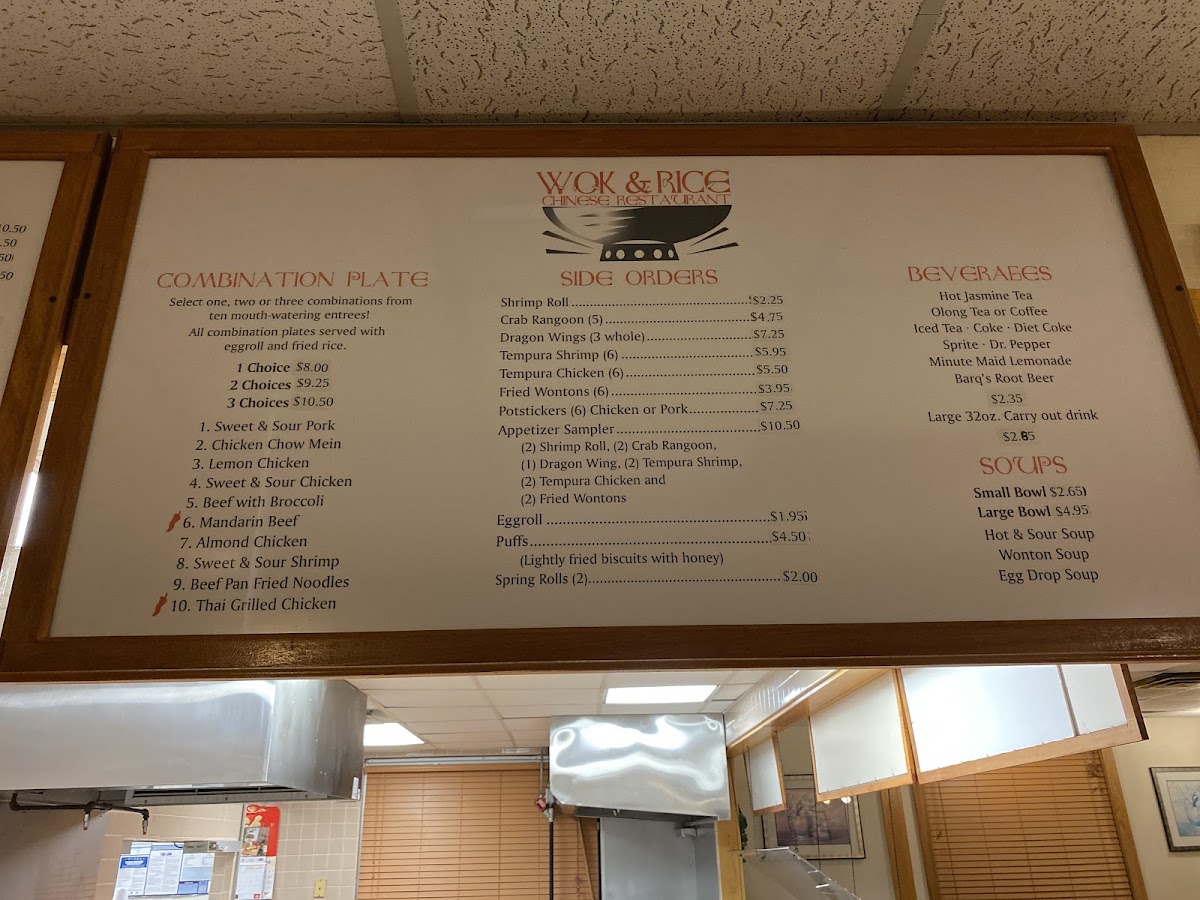 0.50
.50
50
50
WOK & RICE
CHINESE RESTAURANT
COMBINATION PLATE
Select one, two or three combinations from
ten mouth-watering entrees!
All combination plates served with
eggroll and fried rice.
1 Choice $8.00
2 Choices $9.25
3 Choices $10.50
1. Sweet & Sour Pork
2. Chicken Chow Mein
3. Lemon Chicken
4. Sweet & Sour Chicken
5. Beef with Broccoli
6. Mandarin Beef
7. Almond Chicken
8. Sweet & Sour Shrimp
9. Beef Pan Fried Noodles
10. Thai Grilled Chicken
SIDE ORDERS
Shrimp Roll ................ $2.25
Crab Rangoon (5) ................ $4.75
Dragon Wings (3 whole) ................ $7.25
Tempura Shrimp (6) ................ $5.95
Tempura Chicken (6) ................ $5.50
Fried Wontons (6) ................ $3.95
Potstickers (6) Chicken or Pork ................ $7.25
Appetizer Sampler ................ $10.50
(2) Shrimp Roll, (2) Crab Rangoon,
(1) Dragon Wing, (2) Tempura Shrimp,
(2) Tempura Chicken and
(2) Fried Wontons
Eggroll ................ $1.95
Puffs ................ $4.50
(Lightly fried biscuits with honey)
Spring Rolls (2) ................ $2.00
BEVERAGES
Hot Jasmine Tea
Olong Tea or Coffee
Iced Tea · Coke · Diet Coke
Sprite · Dr. Pepper
Minute Maid Lemonade
Barq's Root Beer
$2.35
Large 32oz. Carry out drink
SOUPS
Small Bowl $2.65
Large Bowl $4.95
Hot & Sour Soup
Wonton Soup
Egg Drop Soup